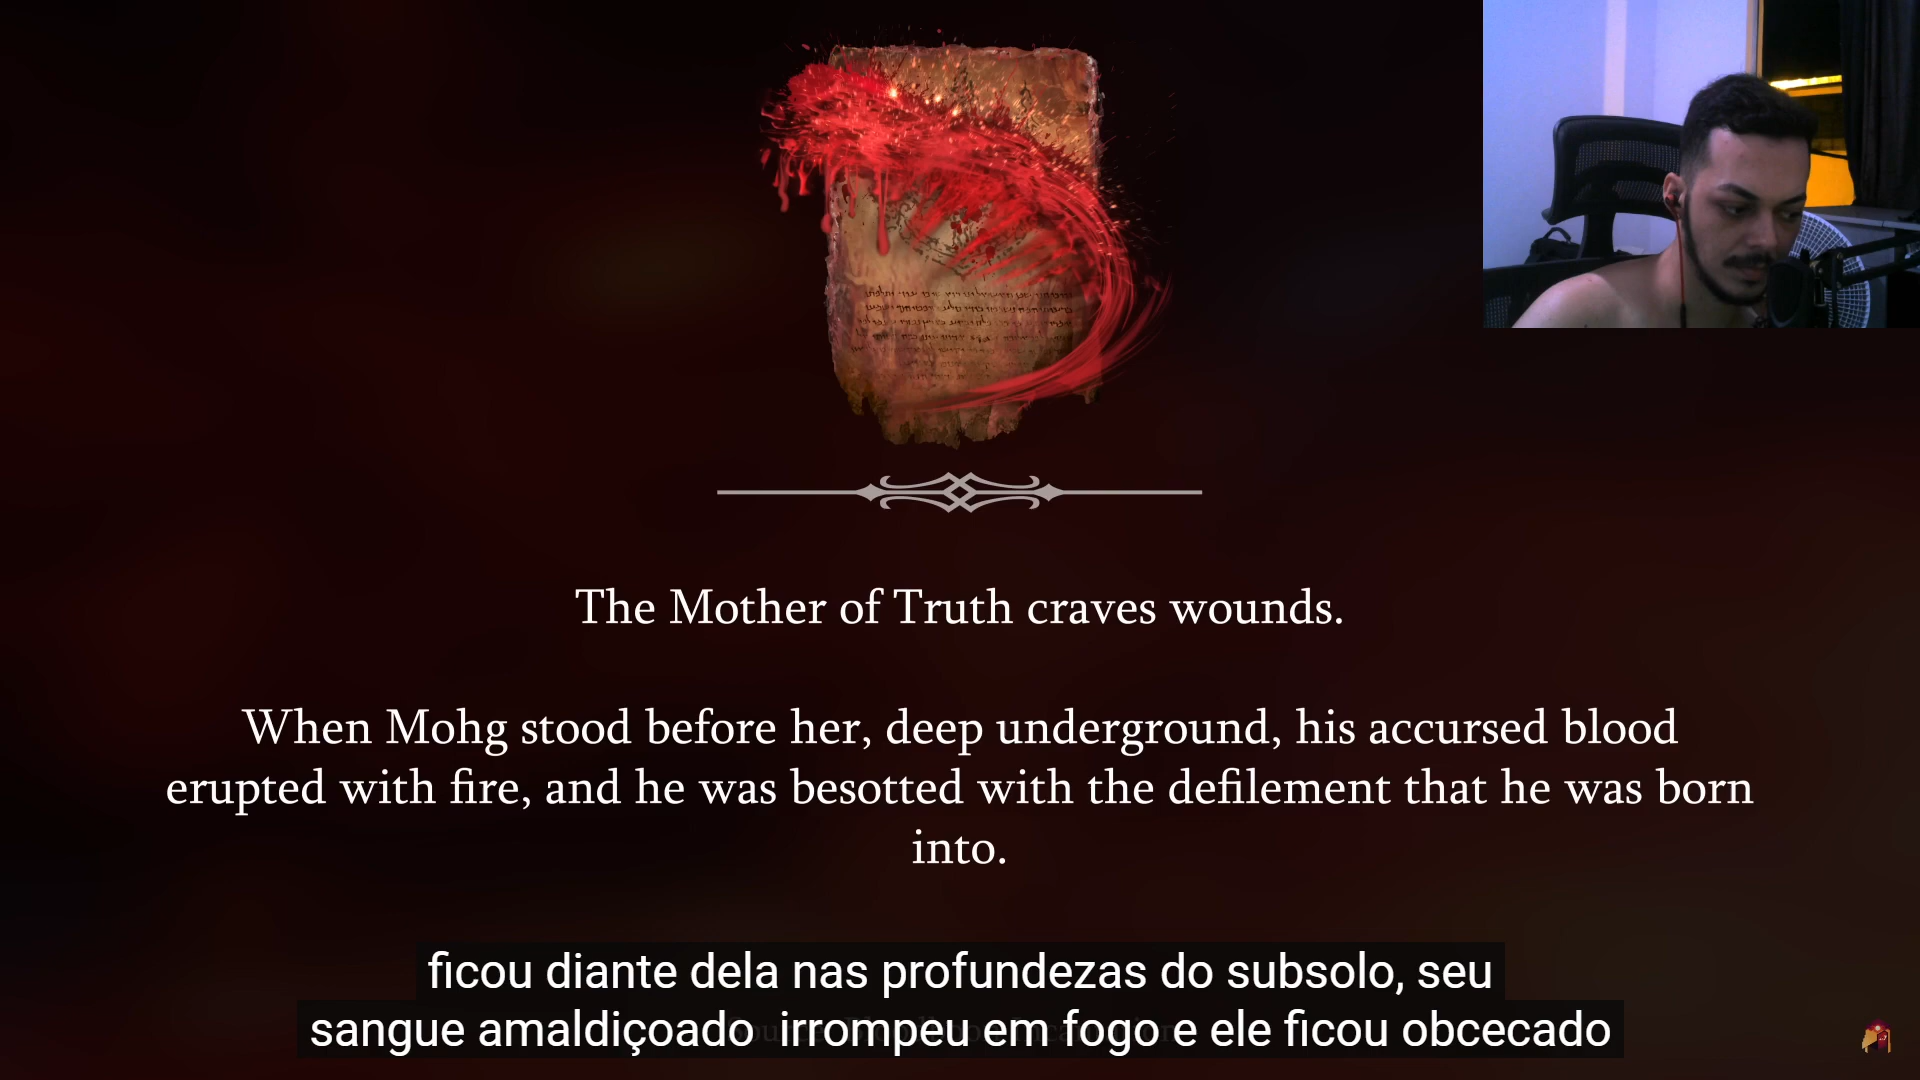 The Mother of Truth craves wounds.
When Mohg stood before her, deep underground, his accursed blood
erupted with fire, and he was besotted with the defilement that he was born
into.
ficou diante dela nas profundezas do subsolo, seu
sangue amaldiçoado irrompeu em fogo e ele ficou obcecado